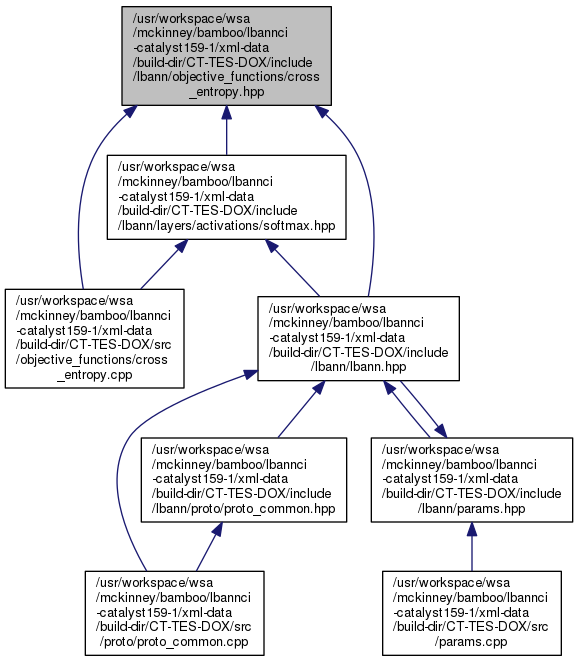 /usr/workspace/wsa
/mckinney/bamboo/lbannci
-catalyst159-1/xml-data
/build-dir/CT-TES-DOX/include
/lbann/objective_functions/cross
_entropy.hpp
/usr/workspace/wsa
/mckinney/bamboo/lbannci
-catalyst159-1/xml-data
/build-dir/CT-TES-DOX/include
/lbann/layers/activations/softmax.hpp
/usr/workspace/wsa
/mckinney/bamboo/lbannci
-catalyst159-1/xml-data
/build-dir/CT-TES-DOX/src
/objective_functions/cross
_entropy.cpp
/usr/workspace/wsa
/mckinney/bamboo/lbannci
-catalyst159-1/xml-data
/build-dir/CT-TES-DOX/include
/lbann/lbann.hpp
/usr/workspace/wsa
/mckinney/bamboo/lbannci
-catalyst159-1/xml-data
/build-dir/CT-TES-DOX/include
/lbann/proto/proto_common.hpp
/usr/workspace/wsa
/mckinney/bamboo/lbannci
-catalyst159-1/xml-data
/build-dir/CT-TES-DOX/include
/lbann/params.hpp
/usr/workspace/wsa
/mckinney/bamboo/lbannci
-catalyst159-1/xml-data
/build-dir/CT-TES-DOX/src
/proto/proto_common.cpp
/usr/workspace/wsa
/mckinney/bamboo/lbannci
-catalyst159-1/xml-data
/build-dir/CT-TES-DOX/src
/params.cpp